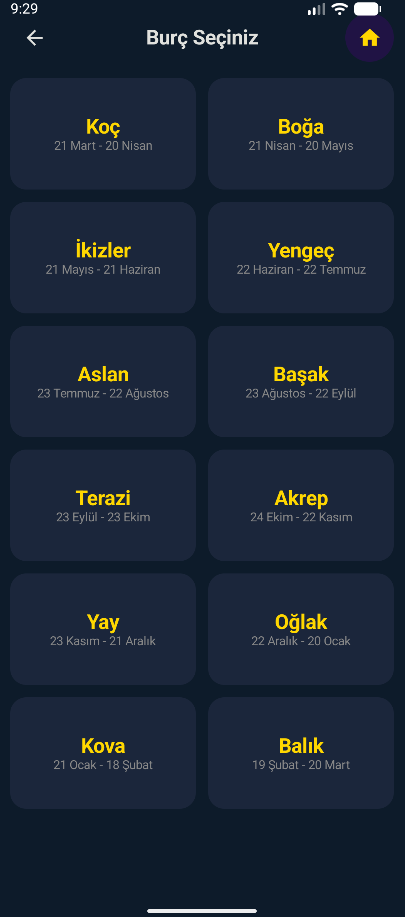 9:29
Burç Seçiniz
Koç
21 Mart - 20 Nisan
Boğa
21 Nisan - 20 Mayıs
İkizler
21 Mayıs - 21 Haziran
Yengeç
22 Haziran - 22 Temmuz
Aslan
23 Temmuz - 22 Ağustos
Başak
23 Ağustos - 22 Eylül
Terazi
23 Eylül - 23 Ekim
Akrep
24 Ekim - 22 Kasım
Yay
23 Kasım - 21 Aralık
Oğlak
22 Aralık - 20 Ocak
Kova
21 Ocak - 18 Şubat
Balık
19 Şubat - 20 Mart